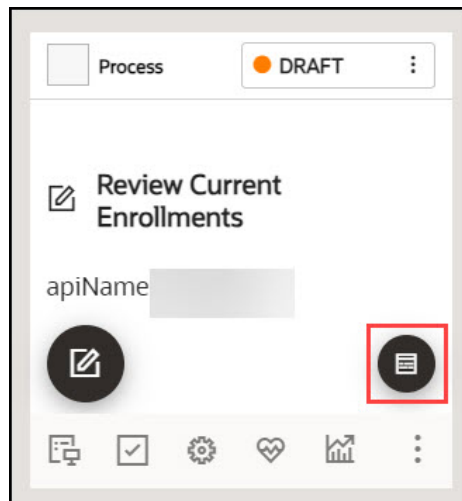 Process
DRAFT
Review Current
Enrollments
apiName